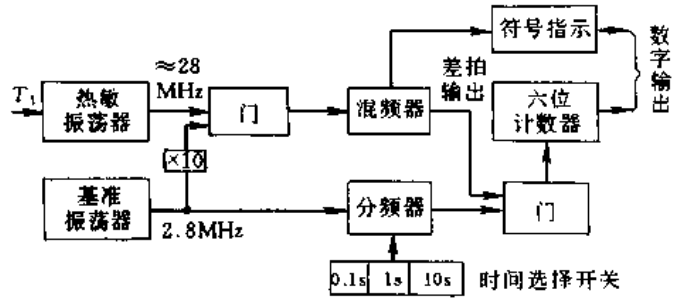 符号指示
≈28
MHz
差拍
输出
数字输出
T₁
热敏
振荡器
门
混频器
六位
计数器
×10
基准
振荡器
2.8MHz
分频器
门
0.1s 1s 10s 时间选择开关